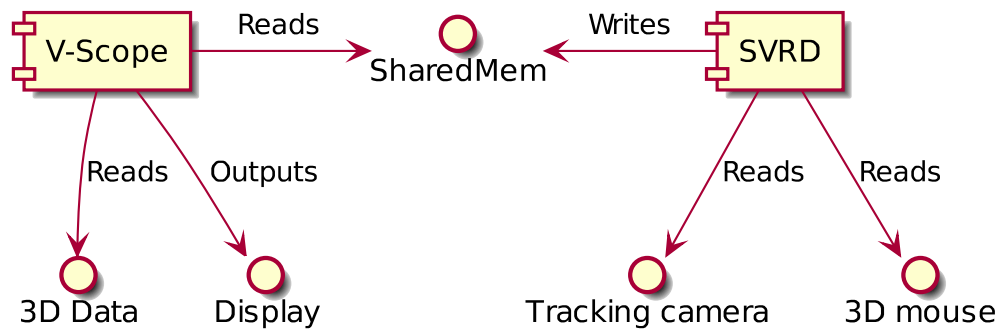 Reads
Writes
V-Scope
SVRD
SharedMem
Reads
Outputs
Reads
Reads
3D Data
Display
Tracking camera
3D mouse